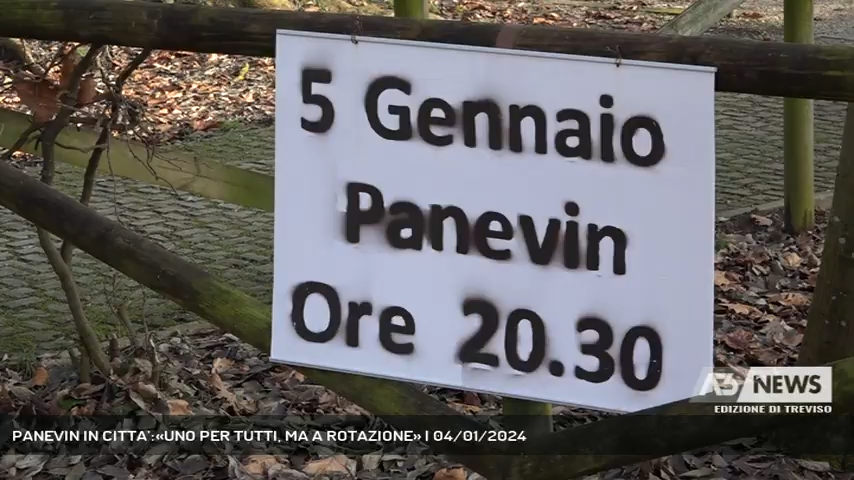 5 Gennaio
Panevin
Ore 20.30
A3 NEWS
EDIZIONE DI TREVISO
PANEVIN IN CITTA':«UNO PER TUTTI, MA A ROTAZIONE» | 04/01/2024